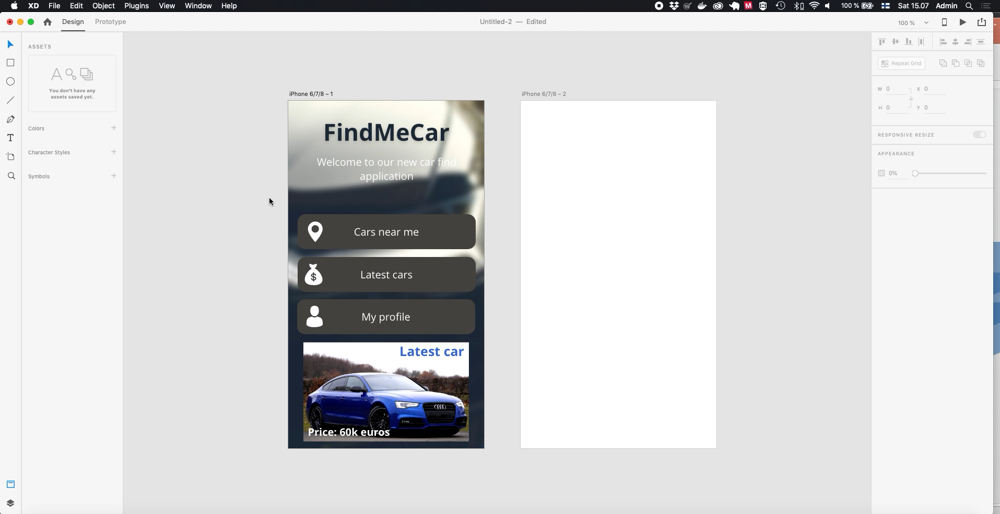 XD File Edit Object Plugins View Window Help
100 % Sat 15.07 Admin
Design Prototype
Untitled-2 — Edited
100 %
ASSETS
A
You don't have any
assets saved yet.
Colors
Character Styles
Symbols
iPhone 6/7/8 – 1
FindMeCar
Welcome to our new car find
application
Cars near me
$
Latest cars
My profile
Latest car
Price: 60k euros
iPhone 6/7/8 – 2
Repeat Grid
W 0 X 0
H 0 Y 0
RESPONSIVE RESIZE
APPEARANCE
0%